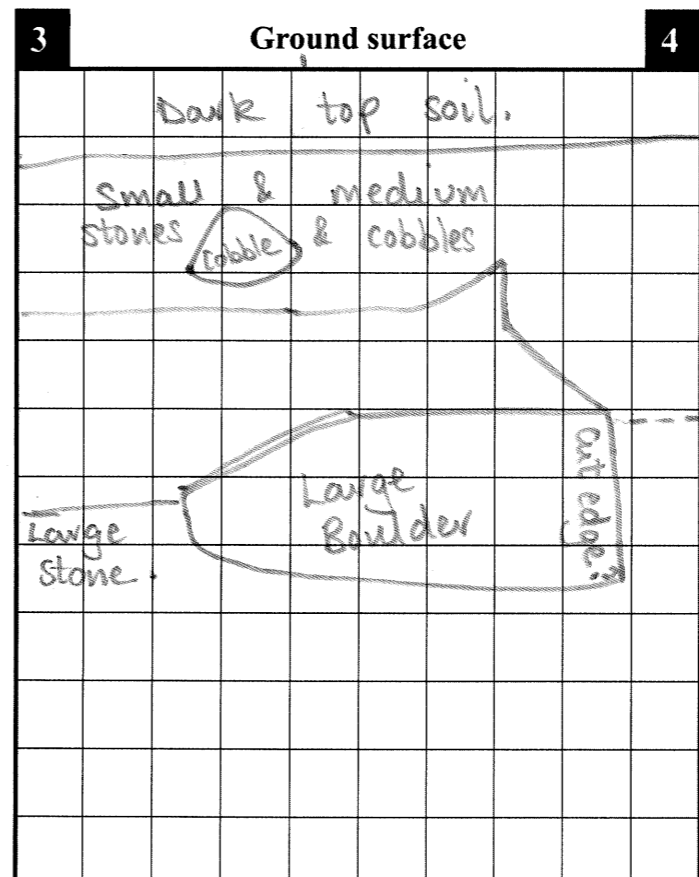 3 Ground surface 4
Dark top soil.
Small & medium
stones cobble & cobbles
Large
Boulder
cut edge?
Large
Stone.